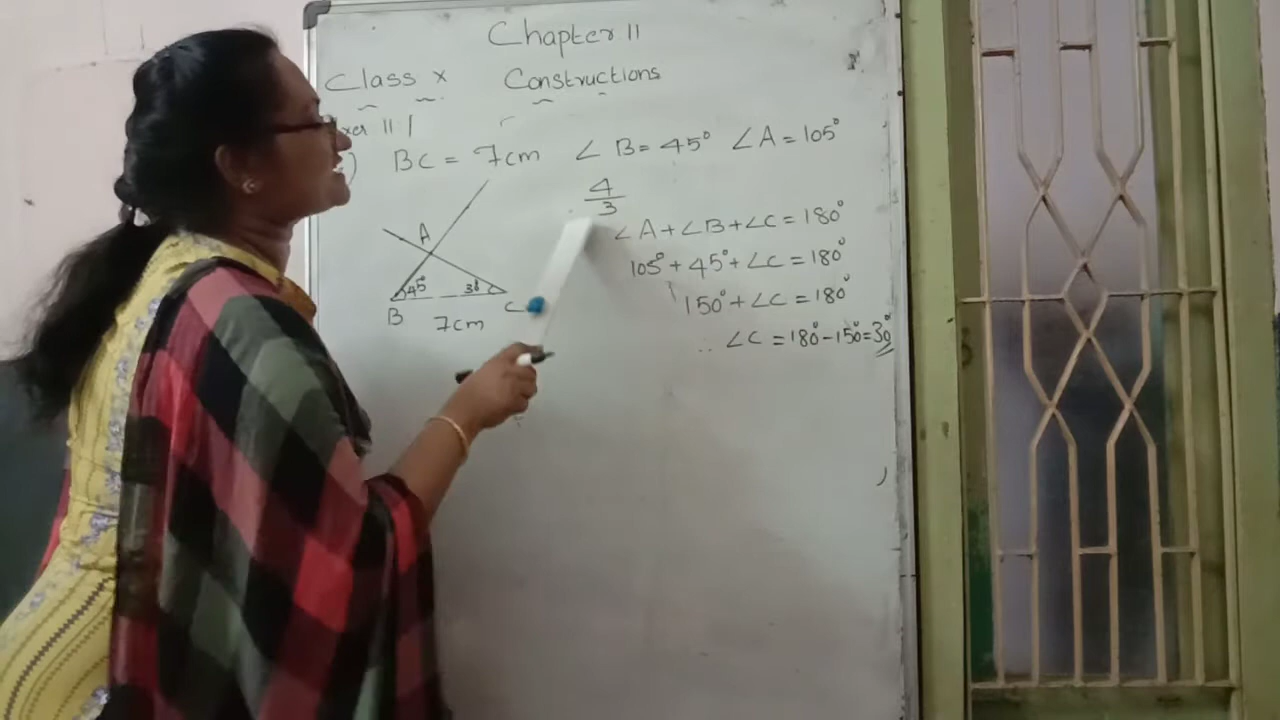 Chapter 11
Class x Constructions
xer 11/
) BC = 7cm ∠B=45° ∠A=105°
4/3
∠A+∠B+∠C=180°
105°+45°+∠C=180°
150°+∠C=180°
∠C=180°-150°=30°
A
45° 30°
B 7cm C